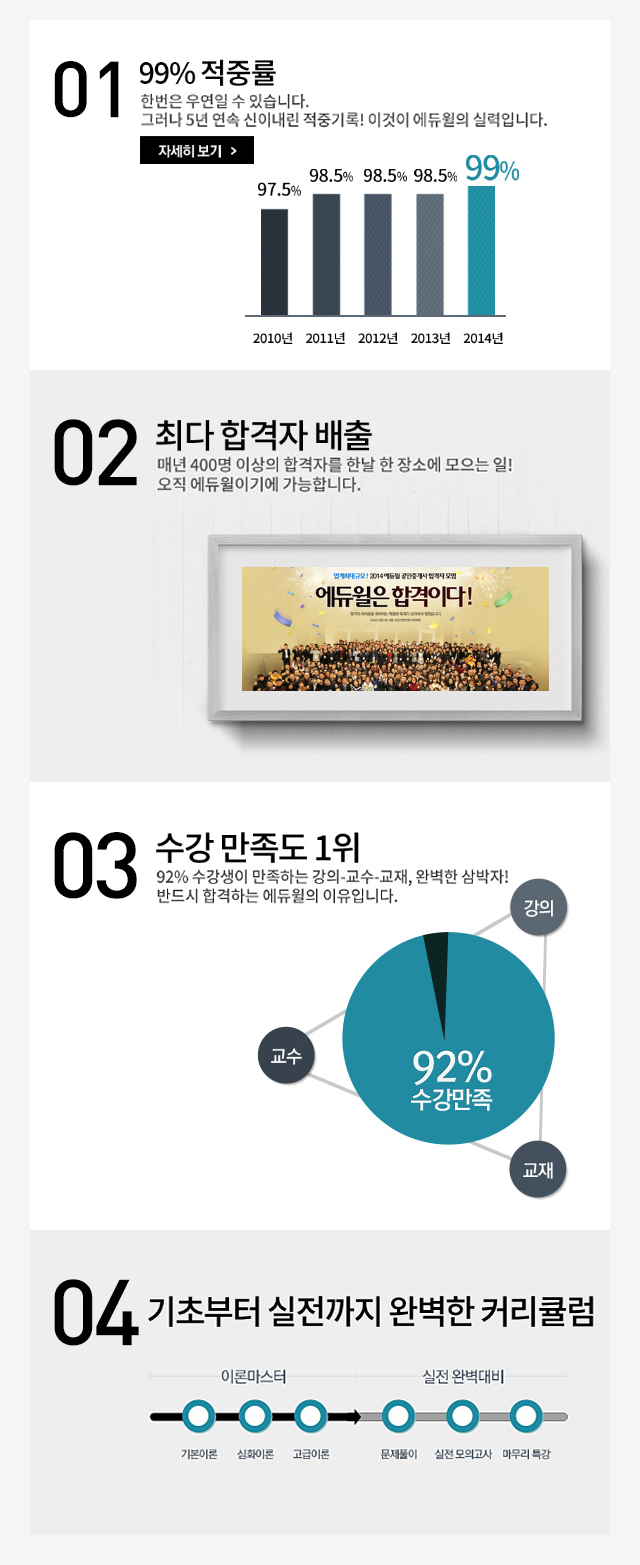 01
99% 적중률
한번은 우연일 수 있습니다.
그러나 5년 연속 신이내린 적중기록! 이것이 에듀윌의 실력입니다.
자세히 보기 >
97.5% 98.5% 98.5% 98.5% 99%
2010년 2011년 2012년 2013년 2014년
02
최다 합격자 배출
매년 400명 이상의 합격자를 한날 한 장소에 모으는 일!
오직 에듀윌이기에 가능합니다.
업계최대규모! 2014 에듀윌 공인중개사 합격자 모임
에듀윌은 합격이다!
03
수강 만족도 1위
92% 수강생이 만족하는 강의-교수-교재, 완벽한 삼박자!
반드시 합격하는 에듀윌의 이유입니다.
강의
교수
92%
수강만족
교재
04
기초부터 실전까지 완벽한 커리큘럼
이론마스터 실전 완벽대비
기본이론 심화이론 고급이론 문제풀이 실전 모의고사 마무리 특강